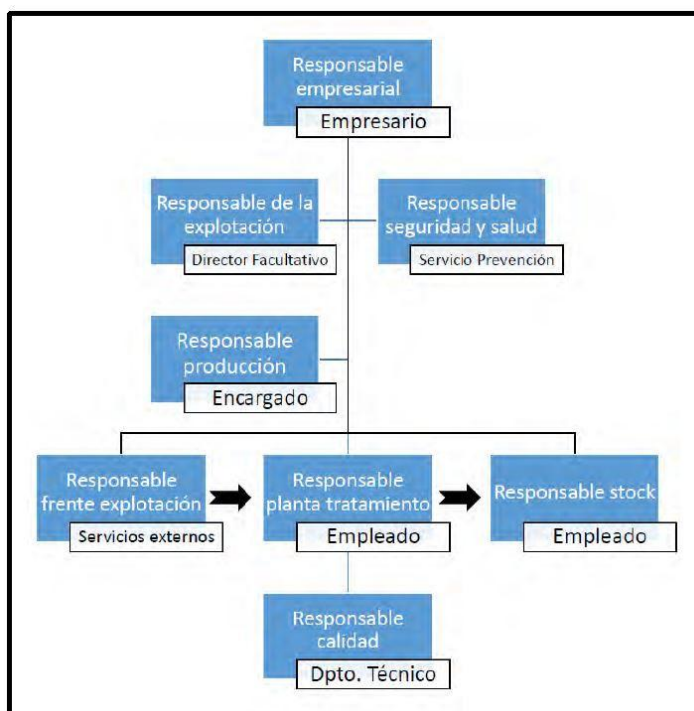 Responsable
empresarial
Empresario
Responsable de la
explotación
Director Facultativo
Responsable
seguridad y salud
Servicio Prevención
Responsable
producción
Encargado
Responsable
frente explotación
Servicios externos
Responsable
planta tratamiento
Empleado
Responsable stock
Empleado
Responsable
calidad
Dpto. Técnico